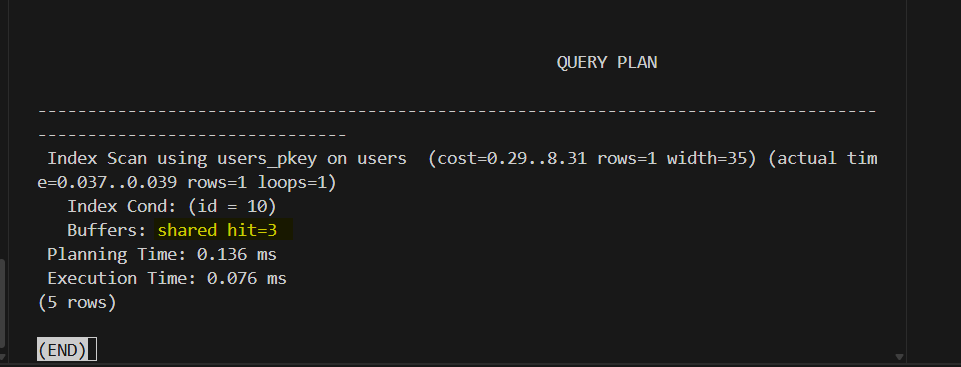 QUERY PLAN
------------------------------------------------------------------------------------
-------------------------------
Index Scan using users_pkey on users  (cost=0.29..8.31 rows=1 width=35) (actual tim
e=0.037..0.039 rows=1 loops=1)
Index Cond: (id = 10)
Buffers: shared hit=3
Planning Time: 0.136 ms
Execution Time: 0.076 ms
(5 rows)
(END)